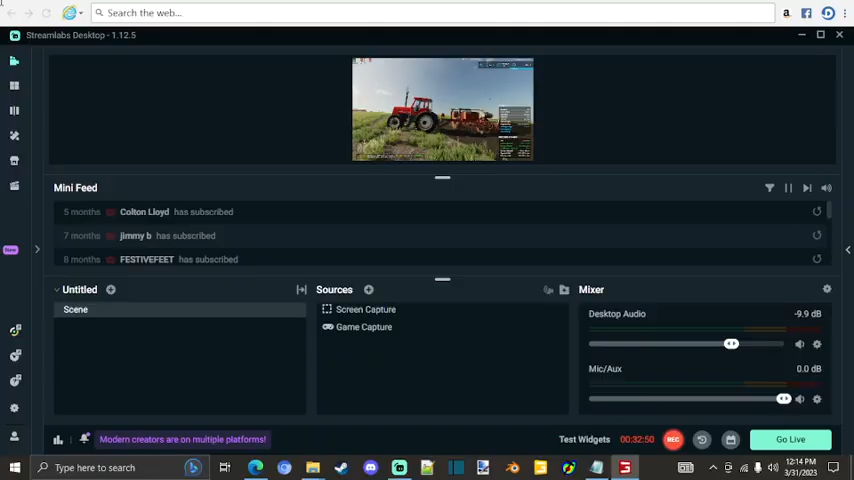 Search the web...
Streamlabs Desktop - 1.12.5
Mini Feed
5 months Colton Lloyd has subscribed
7 months jimmy b has subscribed
8 months FESTIVEFEET has subscribed
Untitled
Sources
Mixer
Scene
Screen Capture
Game Capture
Desktop Audio -9.9 dB
Mic/Aux 0.0 dB
Modern creators are on multiple platforms!
Test Widgets 00:32:50 REC Go Live
Type here to search
12:14 PM
3/31/2023